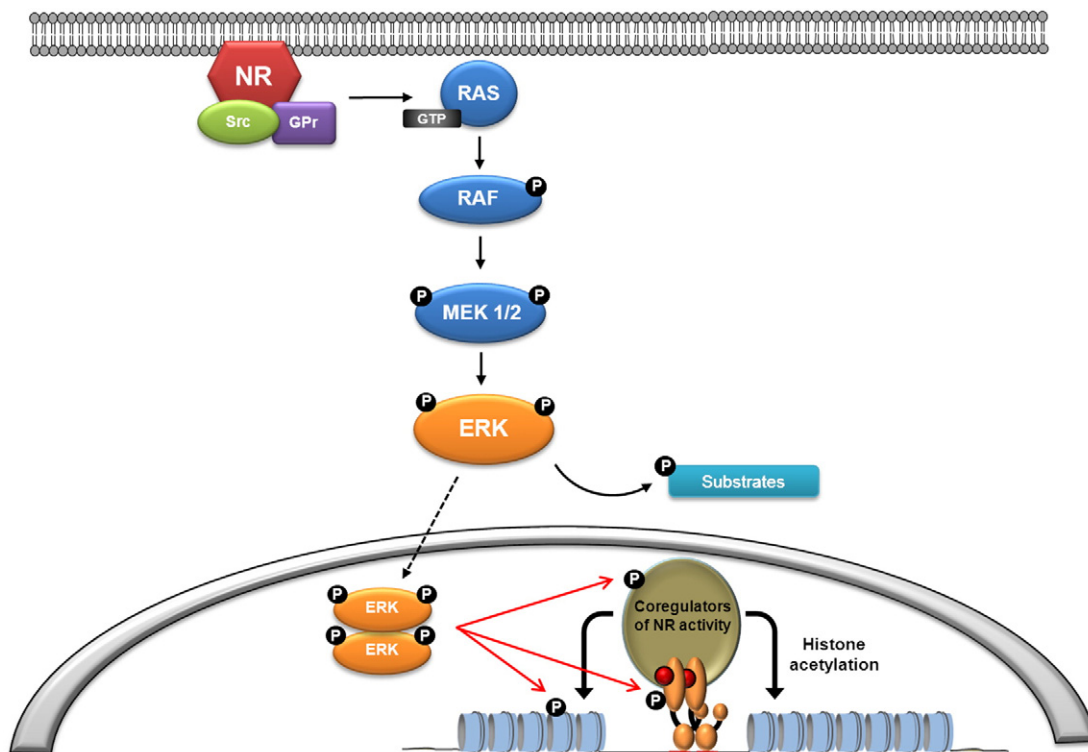 NR
Src
GPr
RAS
GTP
RAF
P
MEK 1/2
P
P
ERK
P
P
Substrates
P
ERK
P
P
ERK
P
P
Coregulators
of NR activity
P
P
P
Histone
acetylation